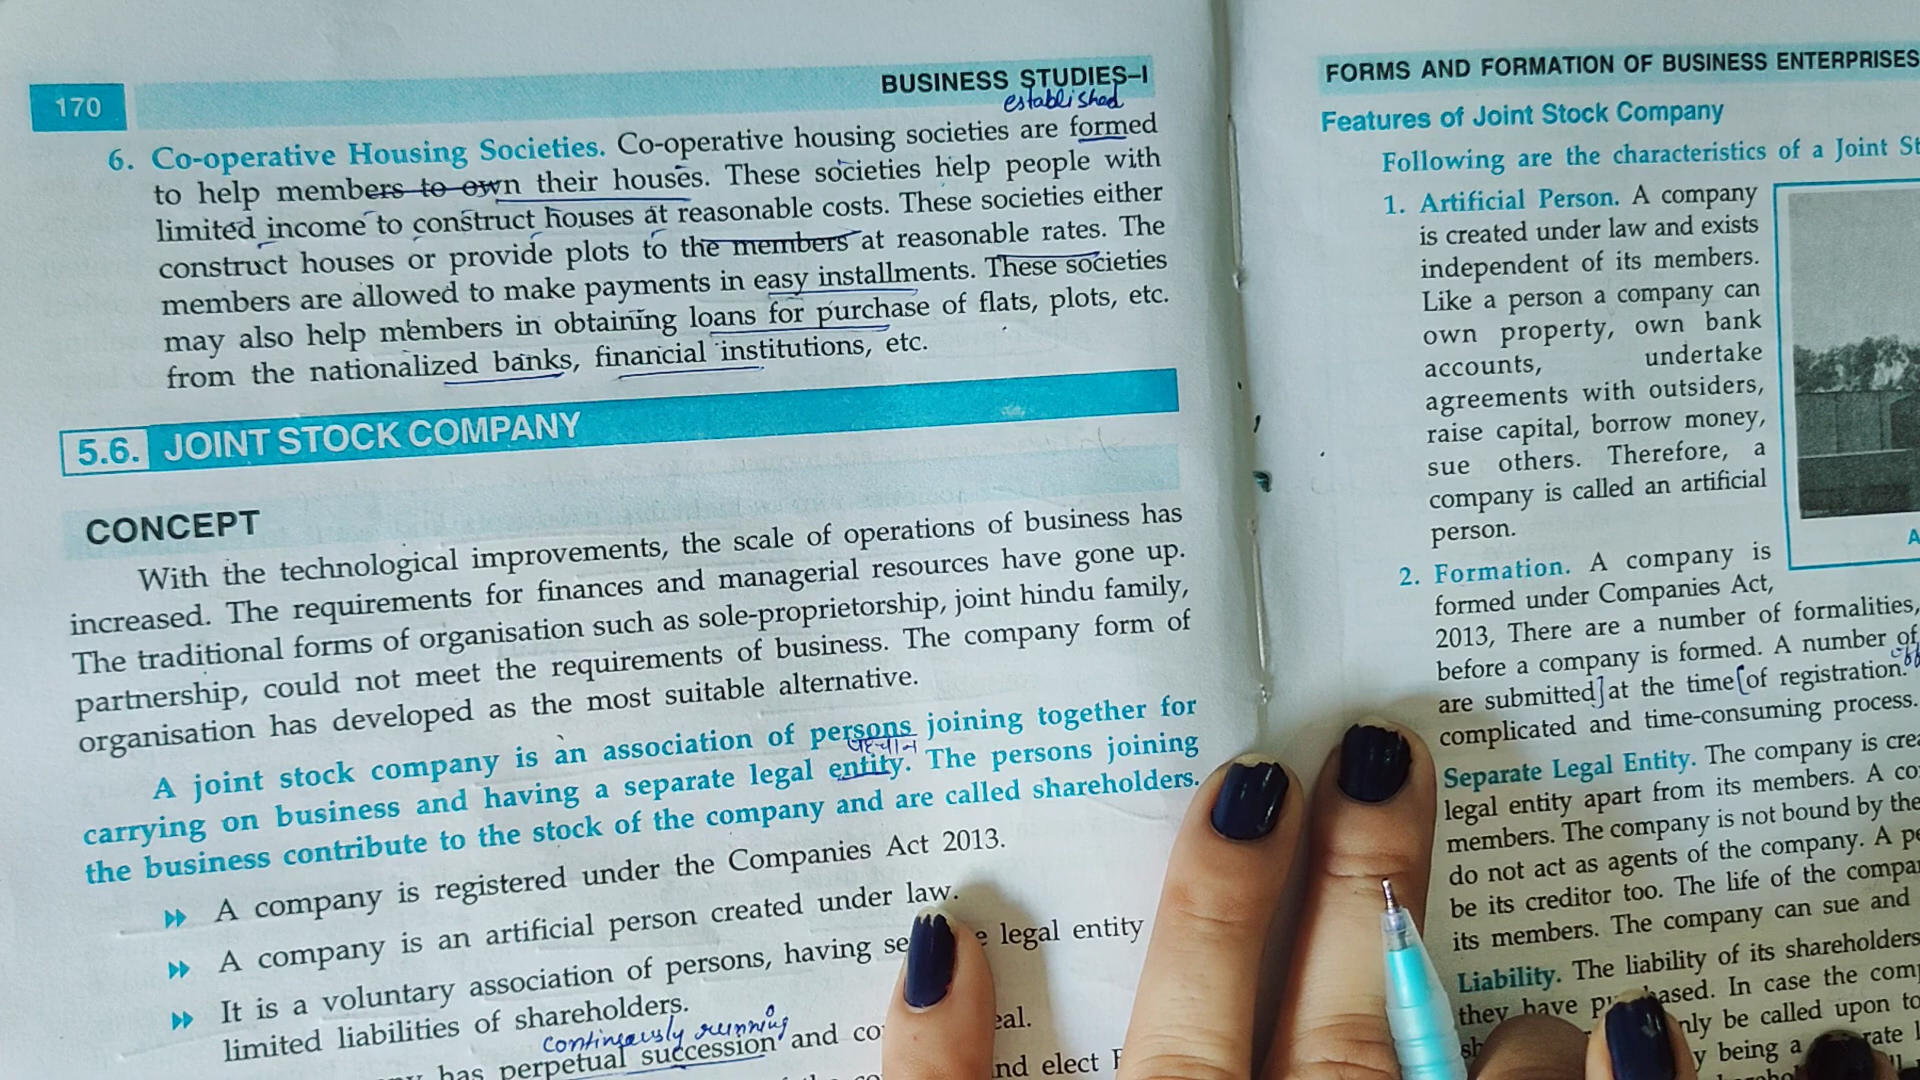 170
BUSINESS STUDIES–I
established
6. Co-operative Housing Societies. Co-operative housing societies are formed
to help members to own their houses. These societies help people with
limited income to construct houses at reasonable costs. These societies either
construct houses or provide plots to the members at reasonable rates. The
members are allowed to make payments in easy installments. These societies
may also help members in obtaining loans for purchase of flats, plots, etc.
from the nationalized banks, financial institutions, etc.
5.6. JOINT STOCK COMPANY
CONCEPT
With the technological improvements, the scale of operations of business has
increased. The requirements for finances and managerial resources have gone up.
The traditional forms of organisation such as sole-proprietorship, joint hindu family,
partnership, could not meet the requirements of business. The company form of
organisation has developed as the most suitable alternative.
A joint stock company is an association of persons joining together for
पहचान
carrying on business and having a separate legal entity. The persons joining
the business contribute to the stock of the company and are called shareholders.
A company is registered under the Companies Act 2013.
A company is an artificial person created under law.
It is a voluntary association of persons, having legal entity
limited liabilities of shareholders.
continuously running
has perpetual succession and
elect
FORMS AND FORMATION OF BUSINESS ENTERPRISES
Features of Joint Stock Company
Following are the characteristics of a Joint
1. Artificial Person. A company
is created under law and exists
independent of its members.
Like a person a company can
own property, own bank
accounts, undertake
agreements with outsiders,
raise capital, borrow money,
sue others. Therefore, a
company is called an artificial
person.
2. Formation. A company is
formed under Companies Act,
2013, There are a number of formalities,
before a company is formed. A number of
are submitted] at the time [of registration.
complicated and time-consuming process.
Separate Legal Entity. The company is
legal entity apart from its members. A
members. The company is not bound by the
do not act as agents of the company. A
be its creditor too. The life of the
its members. The company can sue and
Liability. The liability of its shareholders
they have In case the
be called upon to
being a